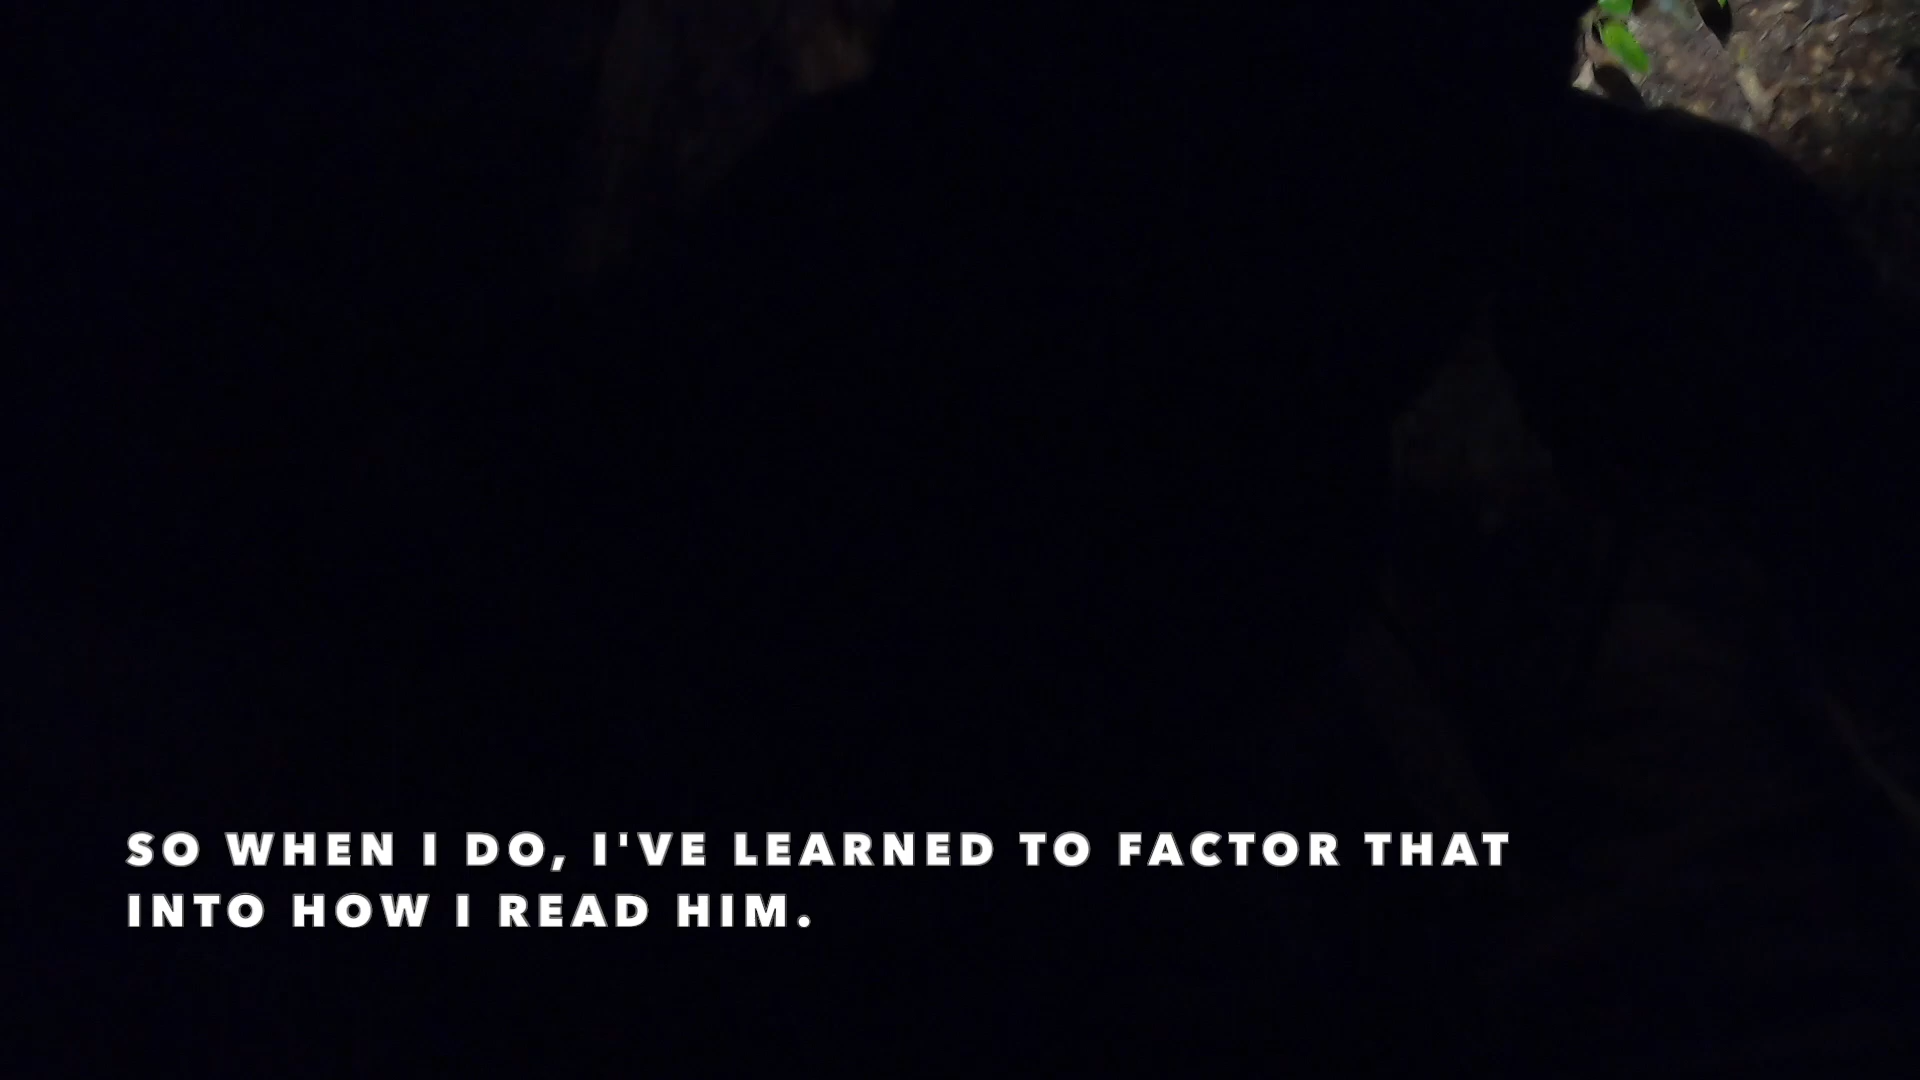 SO WHEN I DO, I'VE LEARNED TO FACTOR THAT
INTO HOW I READ HIM.